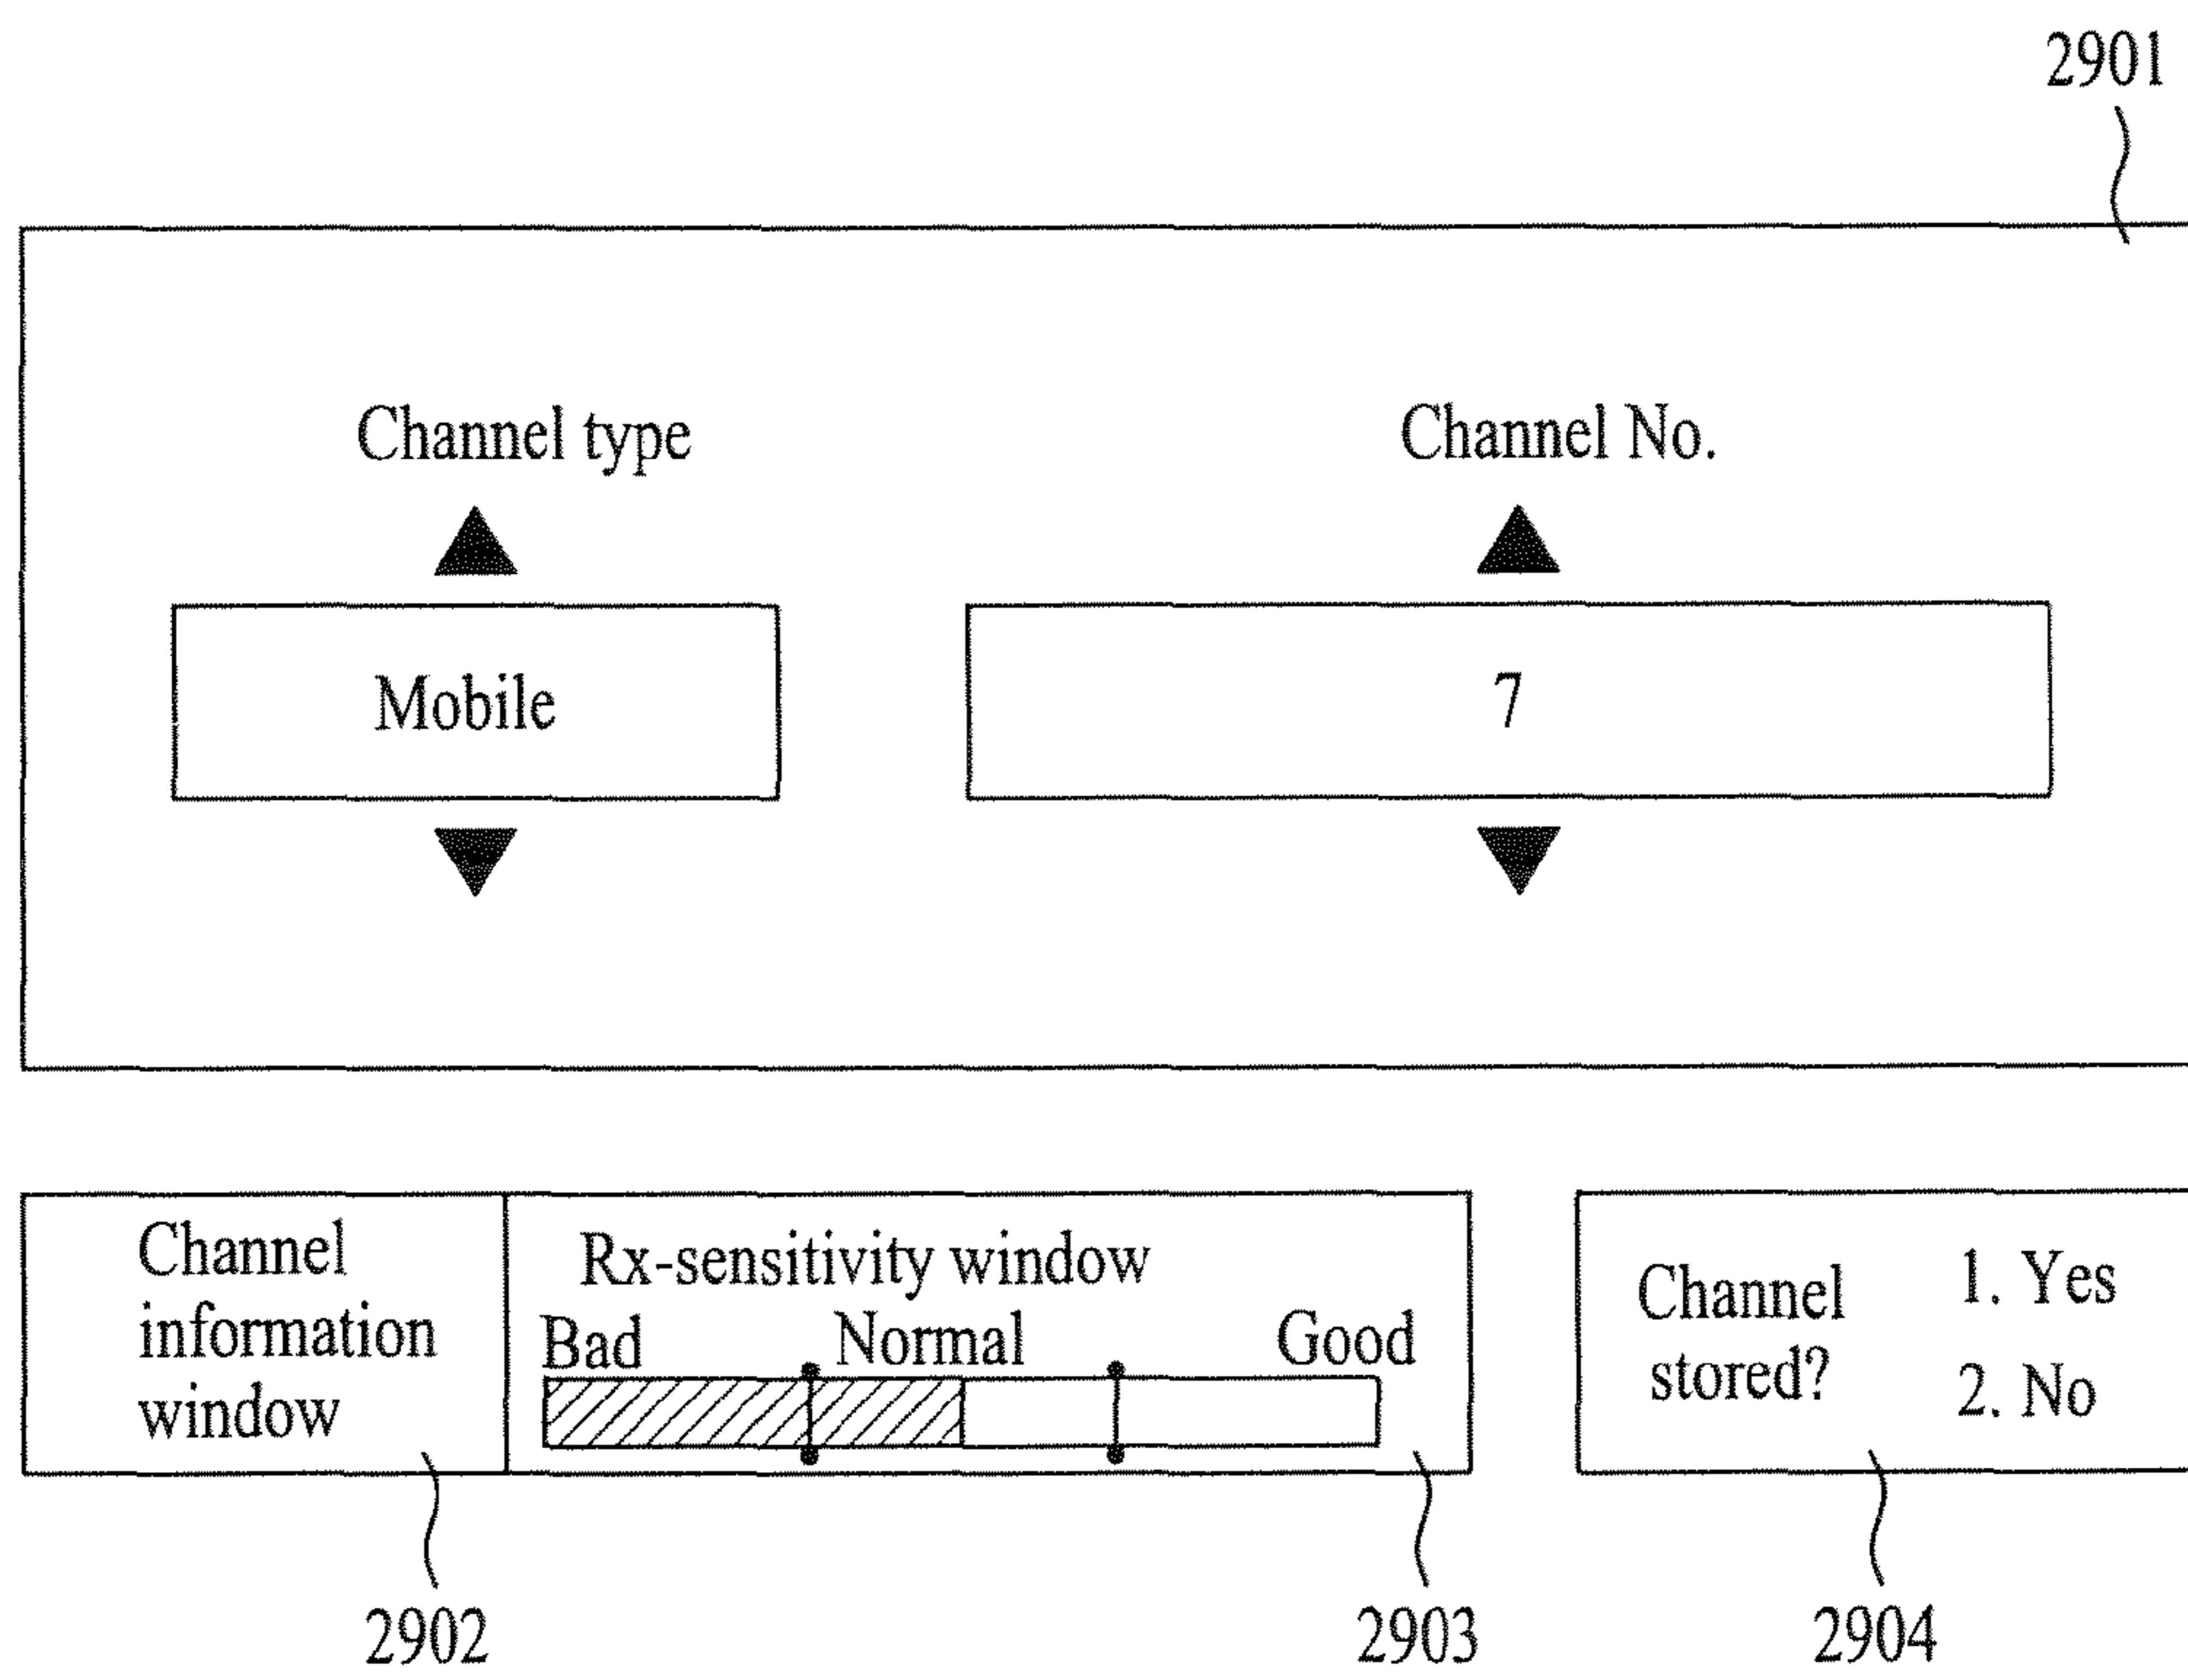 2901
Channel type
Channel No.
Mobile
7
Channel
information
window
Rx-sensitivity window
Bad
Normal
Good
Channel
stored?
1. Yes
2. No
2902
2903
2904